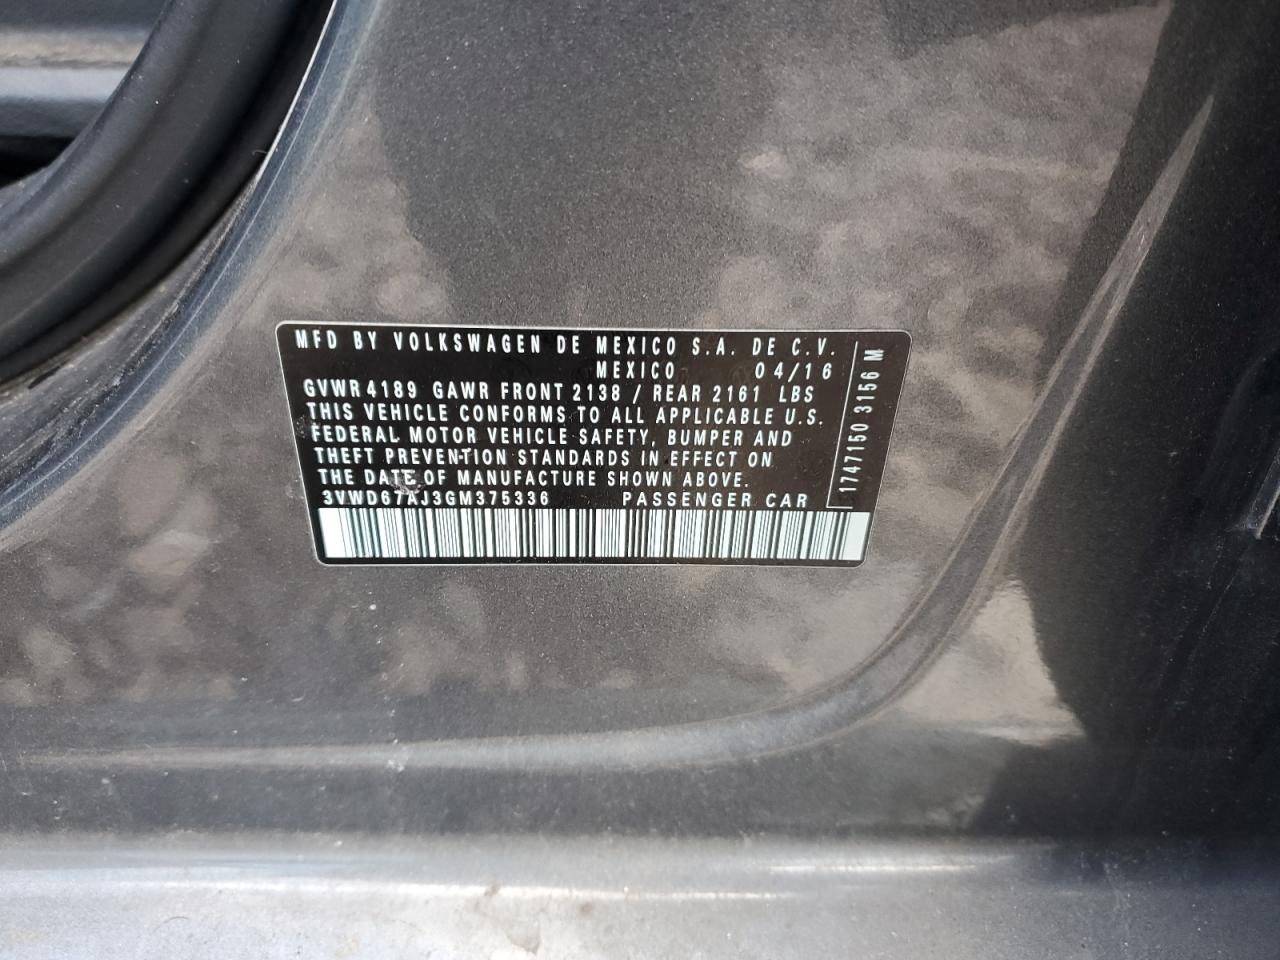 MFD BY VOLKSWAGEN DE MEXICO S.A. DE C.V.
MEXICO 04/16
GVWR 4189 GAWR FRONT 2138 / REAR 2161 LBS
THIS VEHICLE CONFORMS TO ALL APPLICABLE U.S.
FEDERAL MOTOR VEHICLE SAFETY, BUMPER AND
THEFT PREVENTION STANDARDS IN EFFECT ON
THE DATE OF MANUFACTURE SHOWN ABOVE.
3VWD67AJ3GM375336 PASSENGER CAR
1747150 3156 M